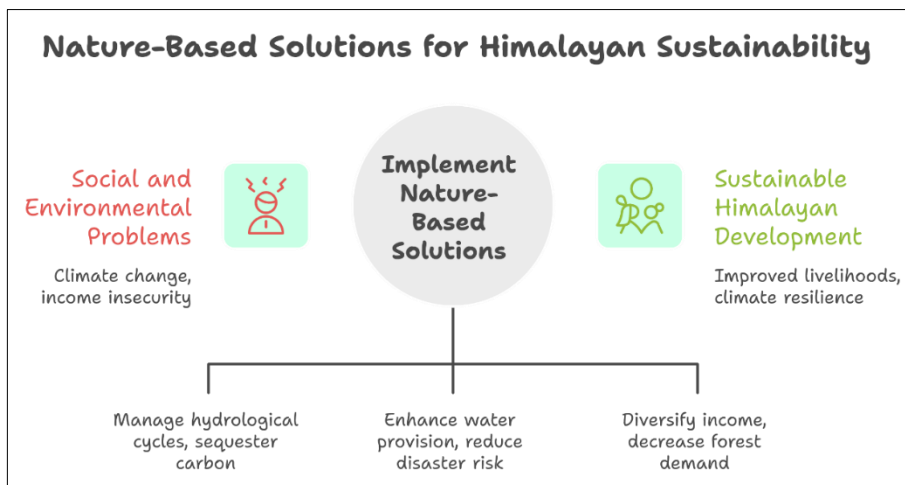 Nature-Based Solutions for Himalayan Sustainability
Social and
Environmental
Problems
Climate change,
income insecurity
Implement
Nature-
Based
Solutions
Sustainable
Himalayan
Development
Improved livelihoods,
climate resilience
Manage hydrological
cycles, sequester
carbon
Enhance water
provision, reduce
disaster risk
Diversify income,
decrease forest
demand